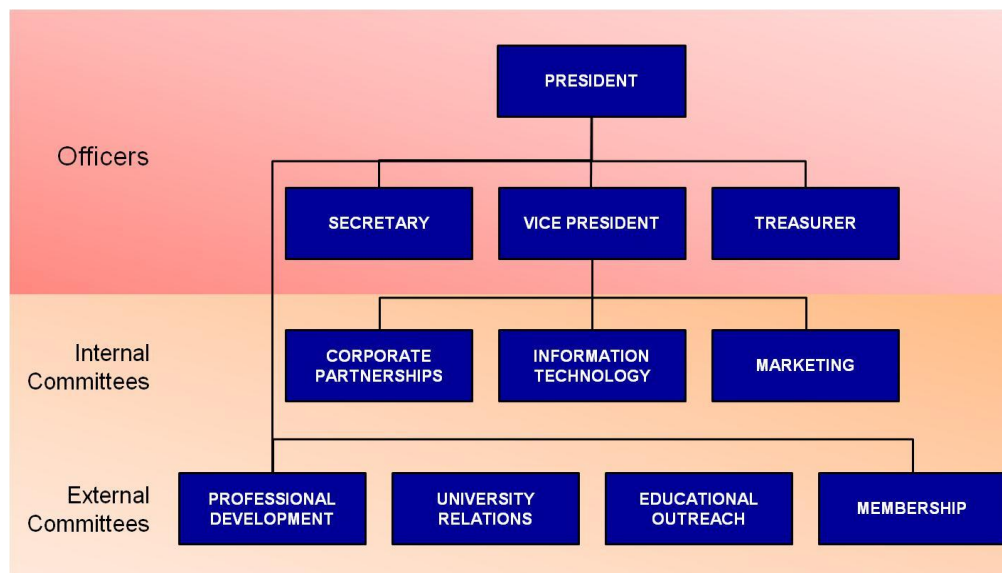 PRESIDENT
Officers
SECRETARY
VICE PRESIDENT
TREASURER
Internal
Committees
CORPORATE
PARTNERSHIPS
INFORMATION
TECHNOLOGY
MARKETING
External
Committees
PROFESSIONAL
DEVELOPMENT
UNIVERSITY
RELATIONS
EDUCATIONAL
OUTREACH
MEMBERSHIP